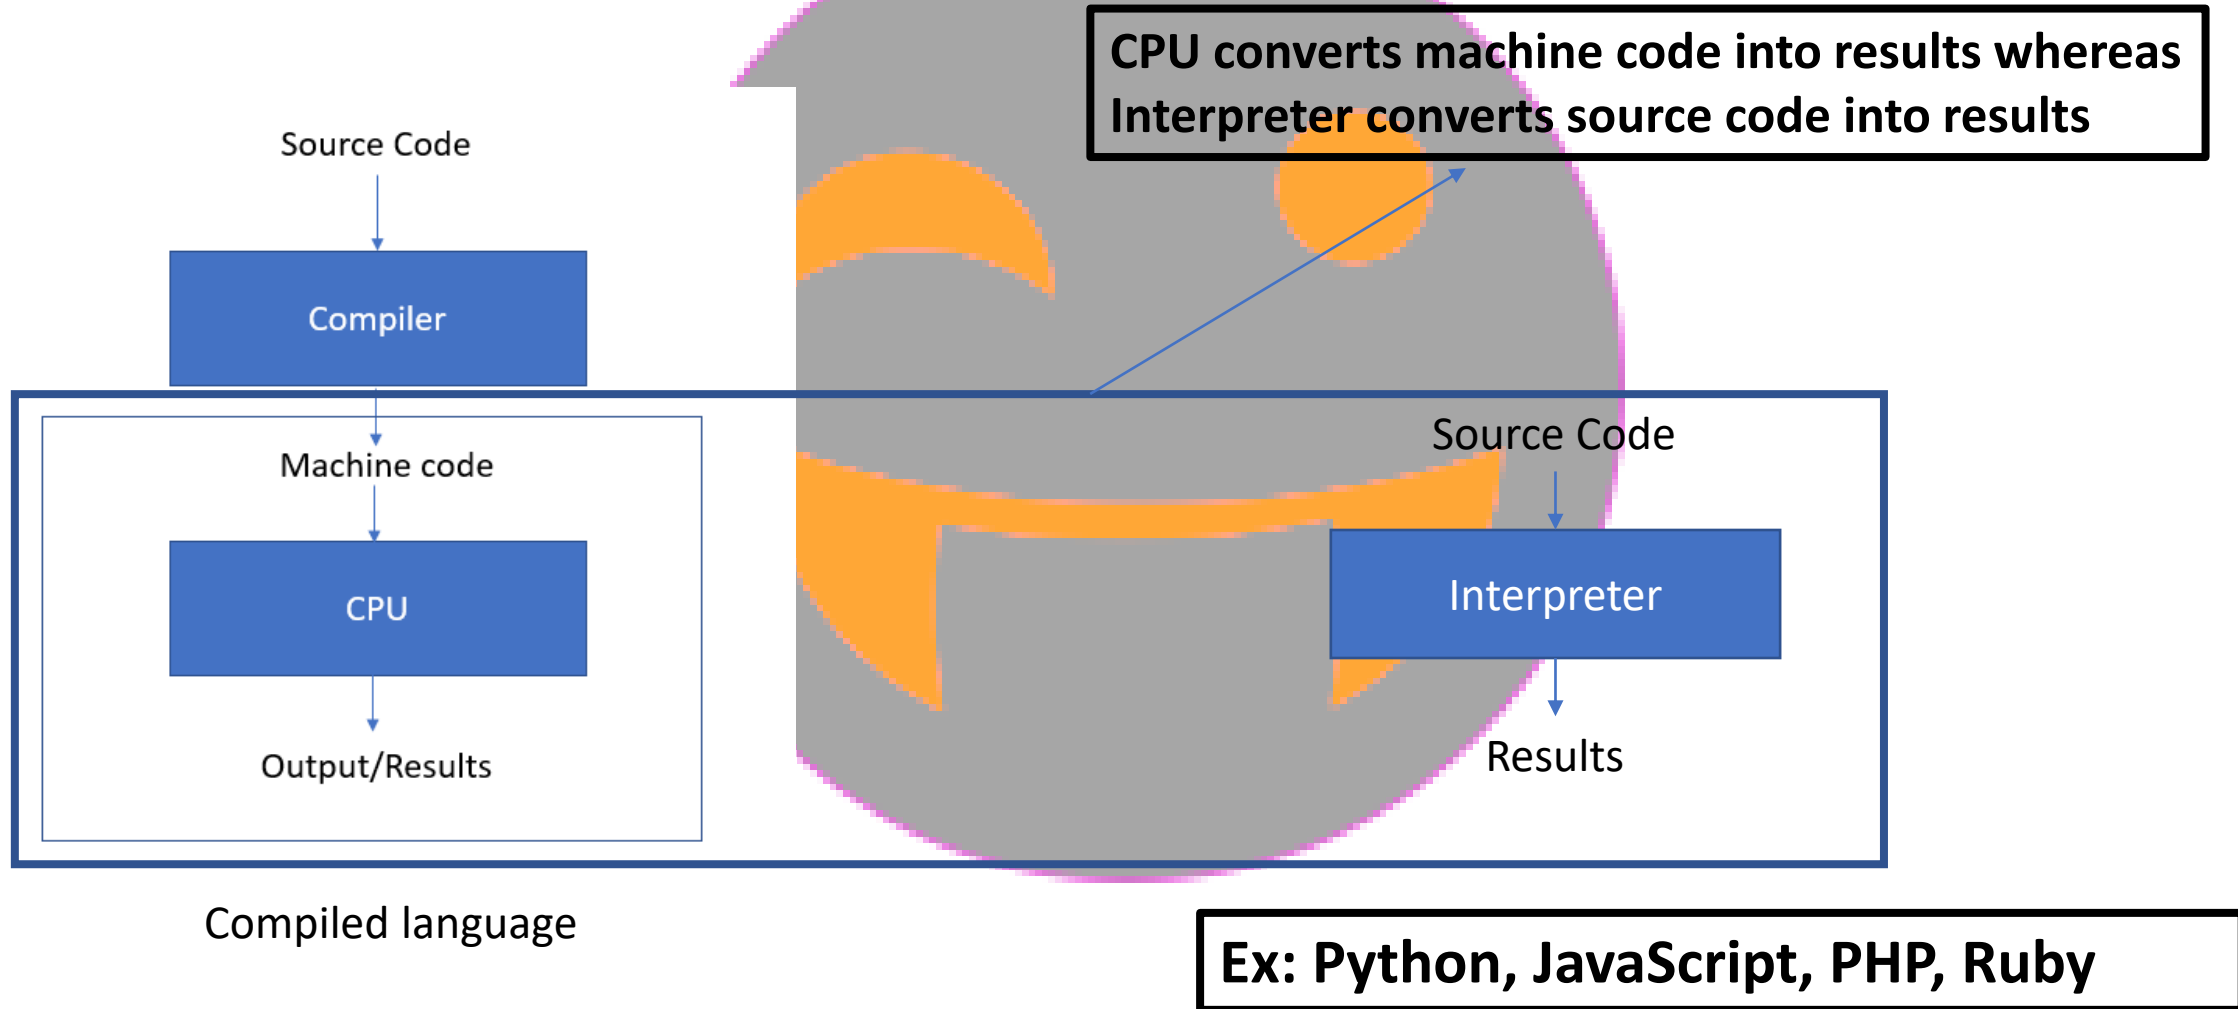 CPU converts machine code into results whereas
Interpreter converts source code into results
Source Code
Compiler
Machine code
CPU
Output/Results
Source Code
Interpreter
Results
Compiled language
Ex: Python, JavaScript, PHP, Ruby